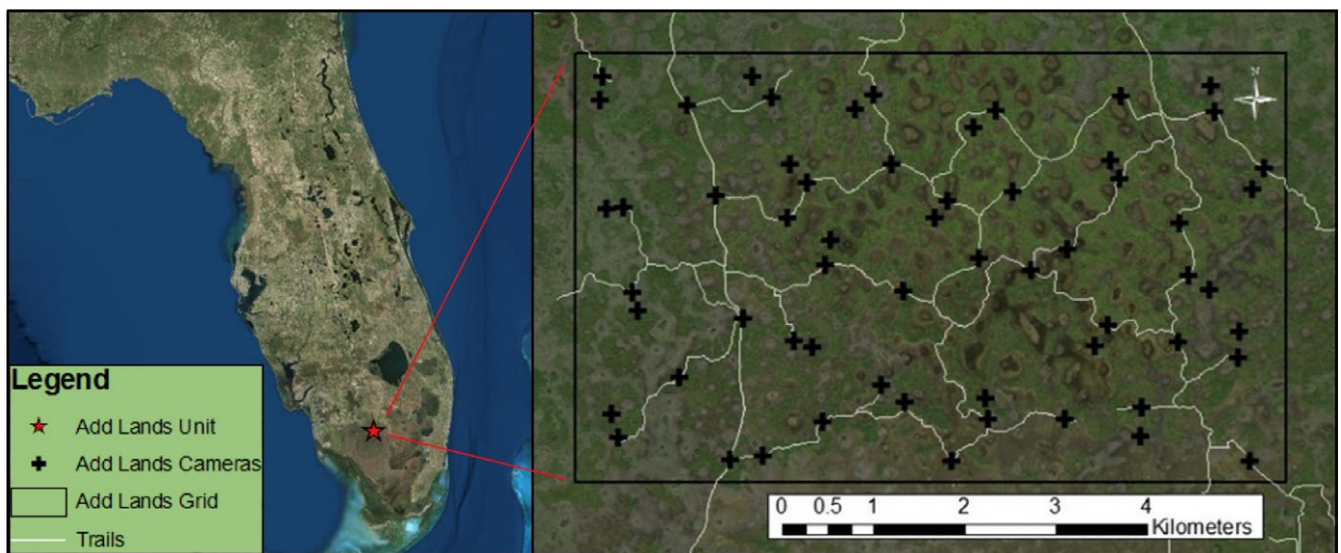 Legend
Add Lands Unit
Add Lands Cameras
Add Lands Grid
Trails
N
0 0.5 1 2 3 4
Kilometers